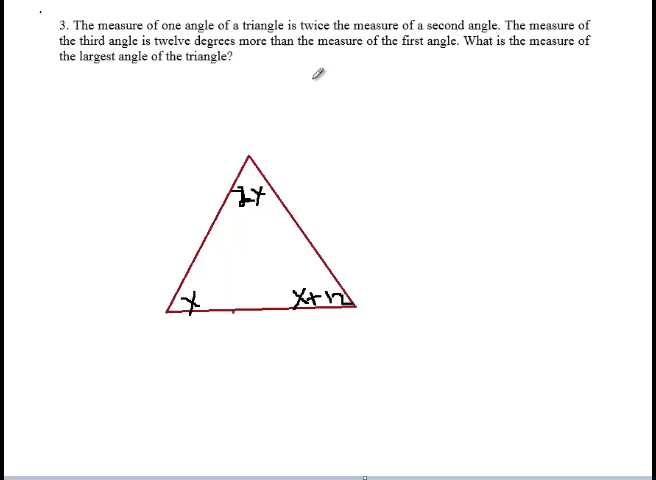 3. The measure of one angle of a triangle is twice the measure of a second angle. The measure of
the third angle is twelve degrees more than the measure of the first angle. What is the measure of
the largest angle of the triangle?
2x
x
x+12